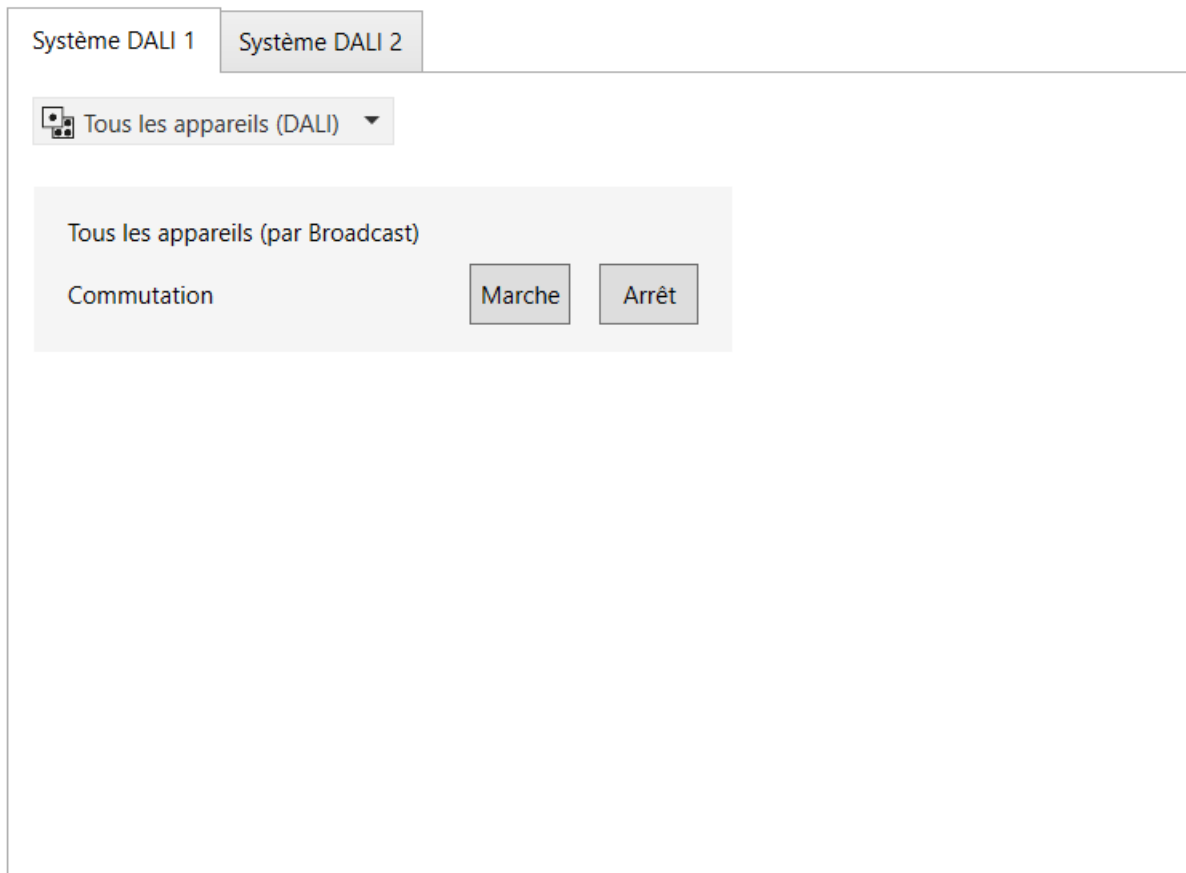 Système DALI 1
Système DALI 2
Tous les appareils (DALI)
Tous les appareils (par Broadcast)
Commutation
Marche
Arrêt